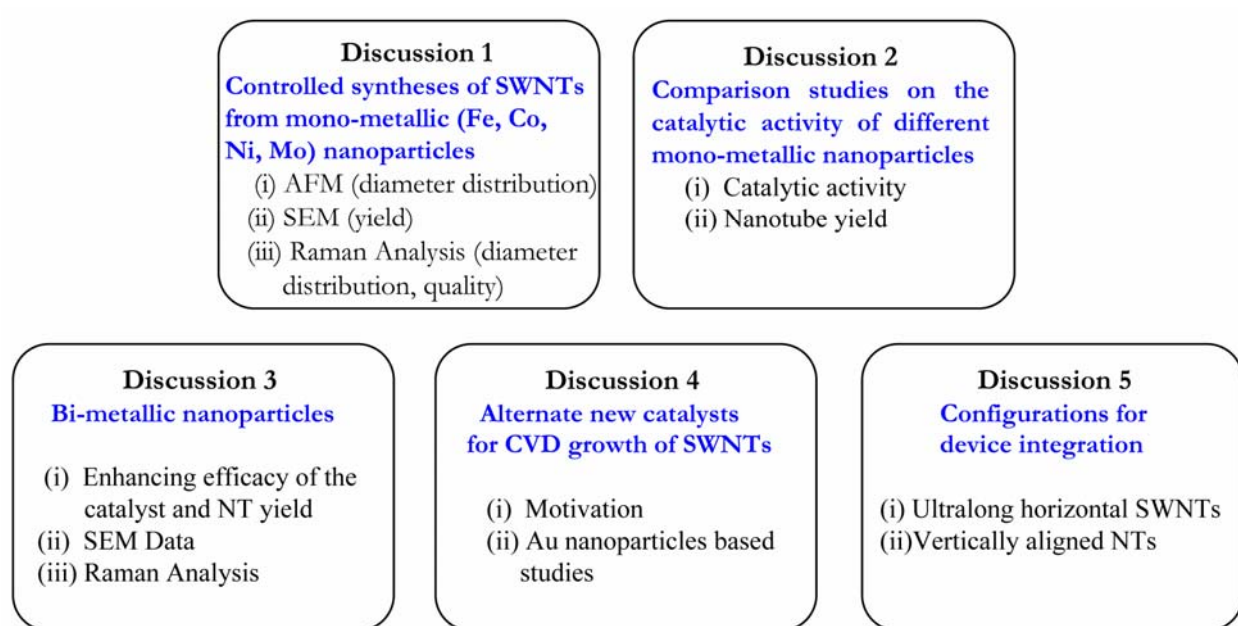 Discussion 1
Controlled syntheses of SWNTs
from mono-metallic (Fe, Co,
Ni, Mo) nanoparticles
(i) AFM (diameter distribution)
(ii) SEM (yield)
(iii) Raman Analysis (diameter
distribution, quality)
Discussion 2
Comparison studies on the
catalytic activity of different
mono-metallic nanoparticles
(i) Catalytic activity
(ii) Nanotube yield
Discussion 3
Bi-metallic nanoparticles
(i) Enhancing efficacy of the
catalyst and NT yield
(ii) SEM Data
(iii) Raman Analysis
Discussion 4
Alternate new catalysts
for CVD growth of SWNTs
(i) Motivation
(ii) Au nanoparticles based
studies
Discussion 5
Configurations for
device integration
(i) Ultralong horizontal SWNTs
(ii)Vertically aligned NTs